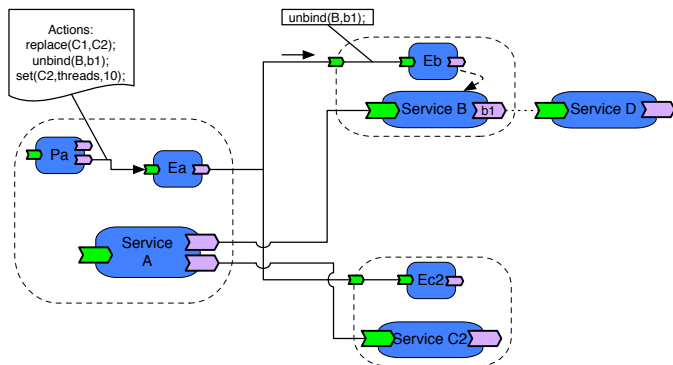 Actions:
replace(C1,C2);
unbind(B,b1);
set(C2,threads,10);
unbind(B,b1);
Eb
Service B
b1
Service D
Pa
Ea
Service
A
Ec2
Service C2